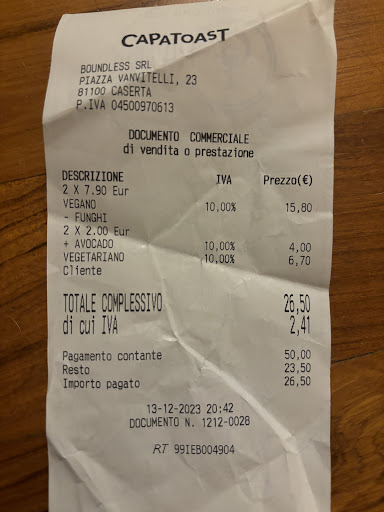 CAPATOAST
BOUNDLESS SRL
PIAZZA VANVITELLI, 23
81100 CASERTA
P.IVA 04500970613
DOCUMENTO COMMERCIALE
di vendita o prestazione
DESCRIZIONE IVA Prezzo(€)
2 X 7.90 Eur
VEGANO 10,00% 15,80
- FUNGHI
2 X 2.00 Eur
+ AVOCADO 10,00% 4,00
VEGETARIANO 10,00% 6,70
Cliente
TOTALE COMPLESSIVO 26,50
di cui IVA 2,41
Pagamento contante 50,00
Resto 23,50
Importo pagato 26,50
13-12-2023 20:42
DOCUMENTO N. 1212-0028
RT 99IEB004904